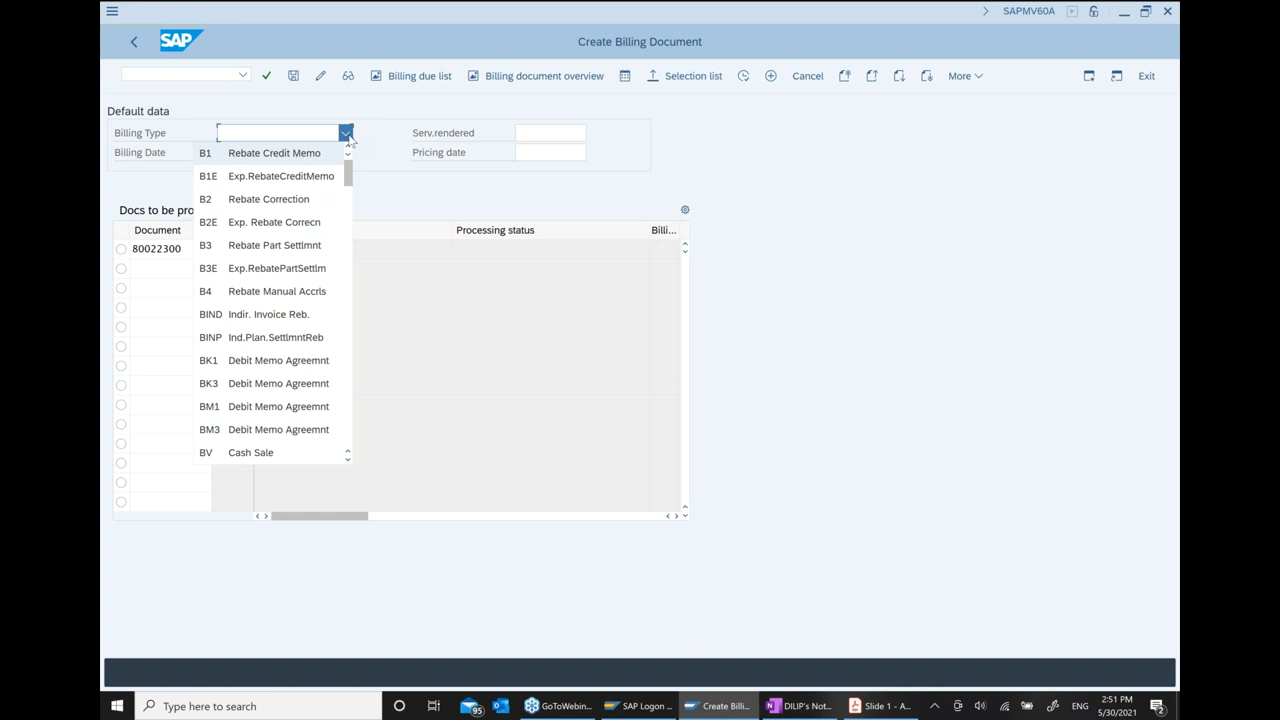 SAPMV60A
SAP
Create Billing Document
Billing due list
Billing document overview
Selection list
Cancel
More
Exit
Default data
Billing Type
Serv.rendered
Billing Date
Pricing date
B1 Rebate Credit Memo
B1E Exp.RebateCreditMemo
B2 Rebate Correction
B2E Exp. Rebate Correcn
B3 Rebate Part Settlmnt
B3E Exp.RebatePartSettlm
B4 Rebate Manual Accrls
BIND Indir. Invoice Reb.
BINP Ind.Plan.SettlmntReb
BK1 Debit Memo Agreemnt
BK3 Debit Memo Agreemnt
BM1 Debit Memo Agreemnt
BM3 Debit Memo Agreemnt
BV Cash Sale
Docs to be pro
Document
Processing status
Billi...
80022300
Type here to search
95
GoToWebin...
SAP Logon ...
Create Billi...
DILIP's Not...
Slide 1 - A...
ENG
2:51 PM
5/30/2021
2